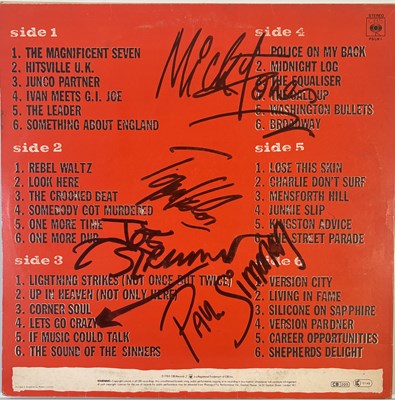 side 1
1. THE MAGNIFICENT SEVEN
2. HITSVILLE U.K.
3. JUNCO PARTNER
4. IVAN MEETS G.I. JOE
5. THE LEADER
6. SOMETHING ABOUT ENGLAND
side 2
1. REBEL WALTZ
2. LOOK HERE
3. THE CROOKED BEAT
4. SOMEBODY GOT MURDERED
5. ONE MORE TIME
6. ONE MORE DUB
side 3
1. LIGHTNING STRIKES (NOT ONCE BUT TWICE)
2. UP IN HEAVEN (NOT ONLY HERE)
3. CORNER SOUL
4. LETS GO CRAZY
5. IF MUSIC COULD TALK
6. THE SOUND OF THE SINNERS
side 4
1. POLICE ON MY BACK
2. MIDNIGHT LOG
3. THE EQUALISER
4. THE CALL UP
5. WASHINGTON BULLETS
6. BROADWAY
side 5
1. LOSE THIS SKIN
2. CHARLIE DON'T SURF
3. MENSFORTH HILL
4. JUNKIE SLIP
5. KINGSTON ADVICE
6. THE STREET PARADE
side 6
1. VERSION CITY
2. LIVING IN FAME
3. SILICONE ON SAPPHIRE
4. VERSION PARDNER
5. CAREER OPPORTUNITIES
6. SHEPHERDS DELIGHT
Mick Jones
JOE
STRUMMER
PAUL SIMONON
CBS
STEREO